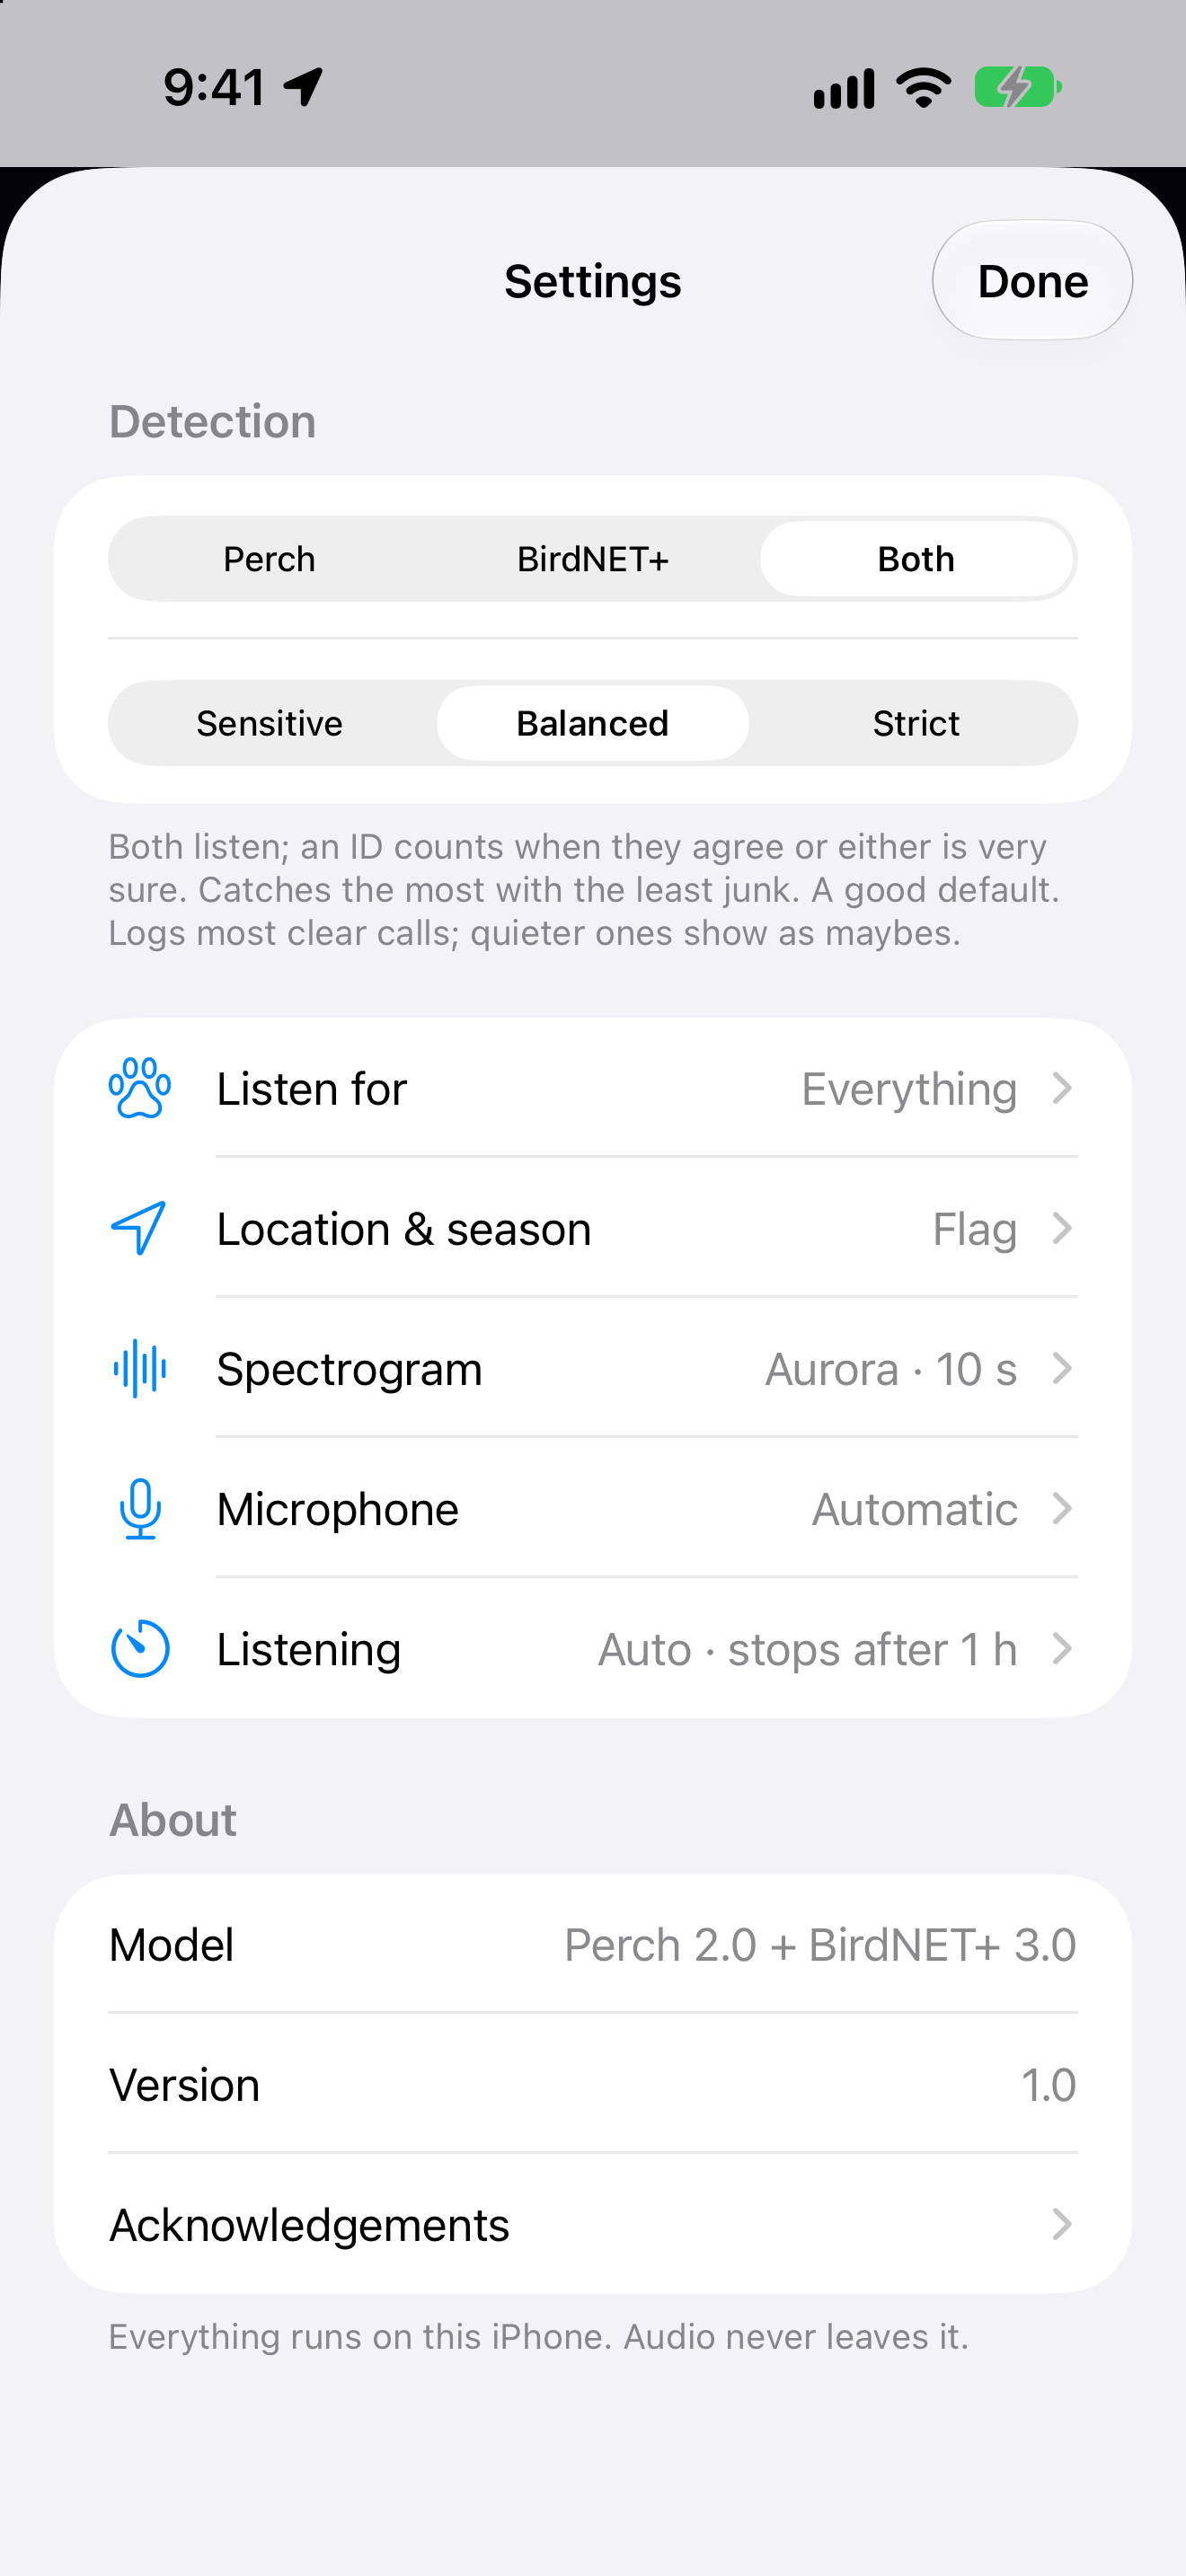 9:41
Settings
Done
Detection
Perch
BirdNET+
Both
Sensitive
Balanced
Strict
Both listen; an ID counts when they agree or either is very
sure. Catches the most with the least junk. A good default.
Logs most clear calls; quieter ones show as maybes.
Listen for
Everything
Location & season
Flag
Spectrogram
Aurora · 10 s
Microphone
Automatic
Listening
Auto · stops after 1 h
About
Model
Perch 2.0 + BirdNET+ 3.0
Version
1.0
Acknowledgements
Everything runs on this iPhone. Audio never leaves it.